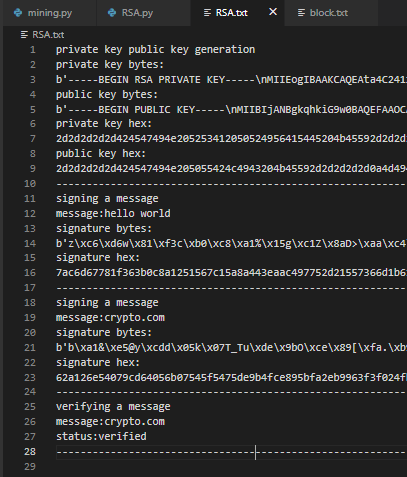 mining.py RSA.py RSA.txt × block.txt
RSA.txt
1 private key public key generation
2 private key bytes:
3 b'-----BEGIN RSA PRIVATE KEY-----\nMIIEogIBAAKCAQEAta4C241
4 public key bytes:
5 b'-----BEGIN PUBLIC KEY-----\nMIIBIjANBgkqhkiG9w0BAQEFAAOCA
6 private key hex:
7 2d2d2d2d2d424547494e205253412050524956415445204b45592d2d2d2
8 public key hex:
9 2d2d2d2d2d424547494e205055424c4943204b45592d2d2d2d2d0a4d494
10 -----------------------------------------------------------
11 signing a message
12 message:hello world
13 signature bytes:
14 b'z\xc6\xd6w\x81\xf3c\xb0\xc8\xa1%\x15g\xc1Z\x8aD>\xaa\xc4
15 signature hex:
16 7ac6d67781f363b0c8a1251567c15a8a443eaac497752d21557366d1b6
17 -----------------------------------------------------------
18 signing a message
19 message:crypto.com
20 signature bytes:
21 b'b\xa1&\xe5@y\xcdd\x05k\x07T_Tu\xde\x9bO\xce\x89[\xfa.\xb9
22 signature hex:
23 62a126e54079cd64056b07545f5475de9b4fce895bfa2eb9963f3f024f
24 -----------------------------------------------------------
25 verifying a message
26 message:crypto.com
27 status:verified
28 -----------------------------------------------------------
29